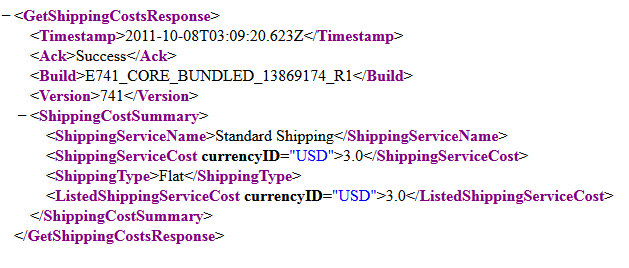 − <GetShippingCostsResponse>
<Timestamp>2011-10-08T03:09:20.623Z</Timestamp>
<Ack>Success</Ack>
<Build>E741_CORE_BUNDLED_13869174_R1</Build>
<Version>741</Version>
− <ShippingCostSummary>
<ShippingServiceName>Standard Shipping</ShippingServiceName>
<ShippingServiceCost currencyID="USD">3.0</ShippingServiceCost>
<ShippingType>Flat</ShippingType>
<ListedShippingServiceCost currencyID="USD">3.0</ListedShippingServiceCost>
</ShippingCostSummary>
</GetShippingCostsResponse>